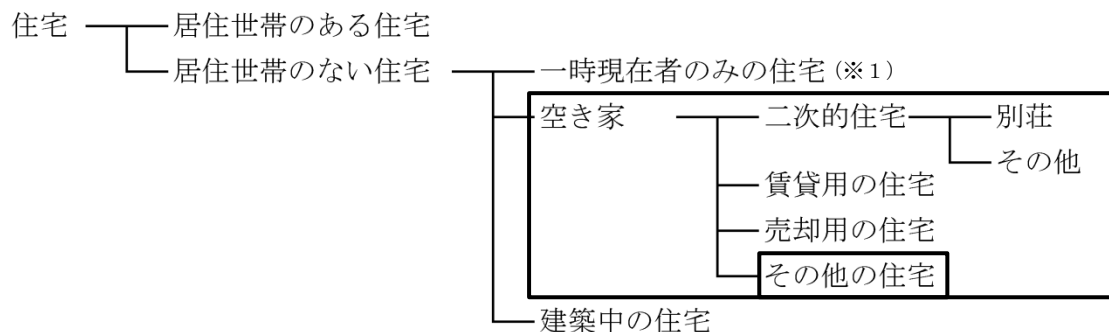 住宅 居住世帯のある住宅
居住世帯のない住宅 一時現在者のみの住宅(※1)
空き家 二次的住宅 別荘
その他
賃貸用の住宅
売却用の住宅
その他の住宅
建築中の住宅